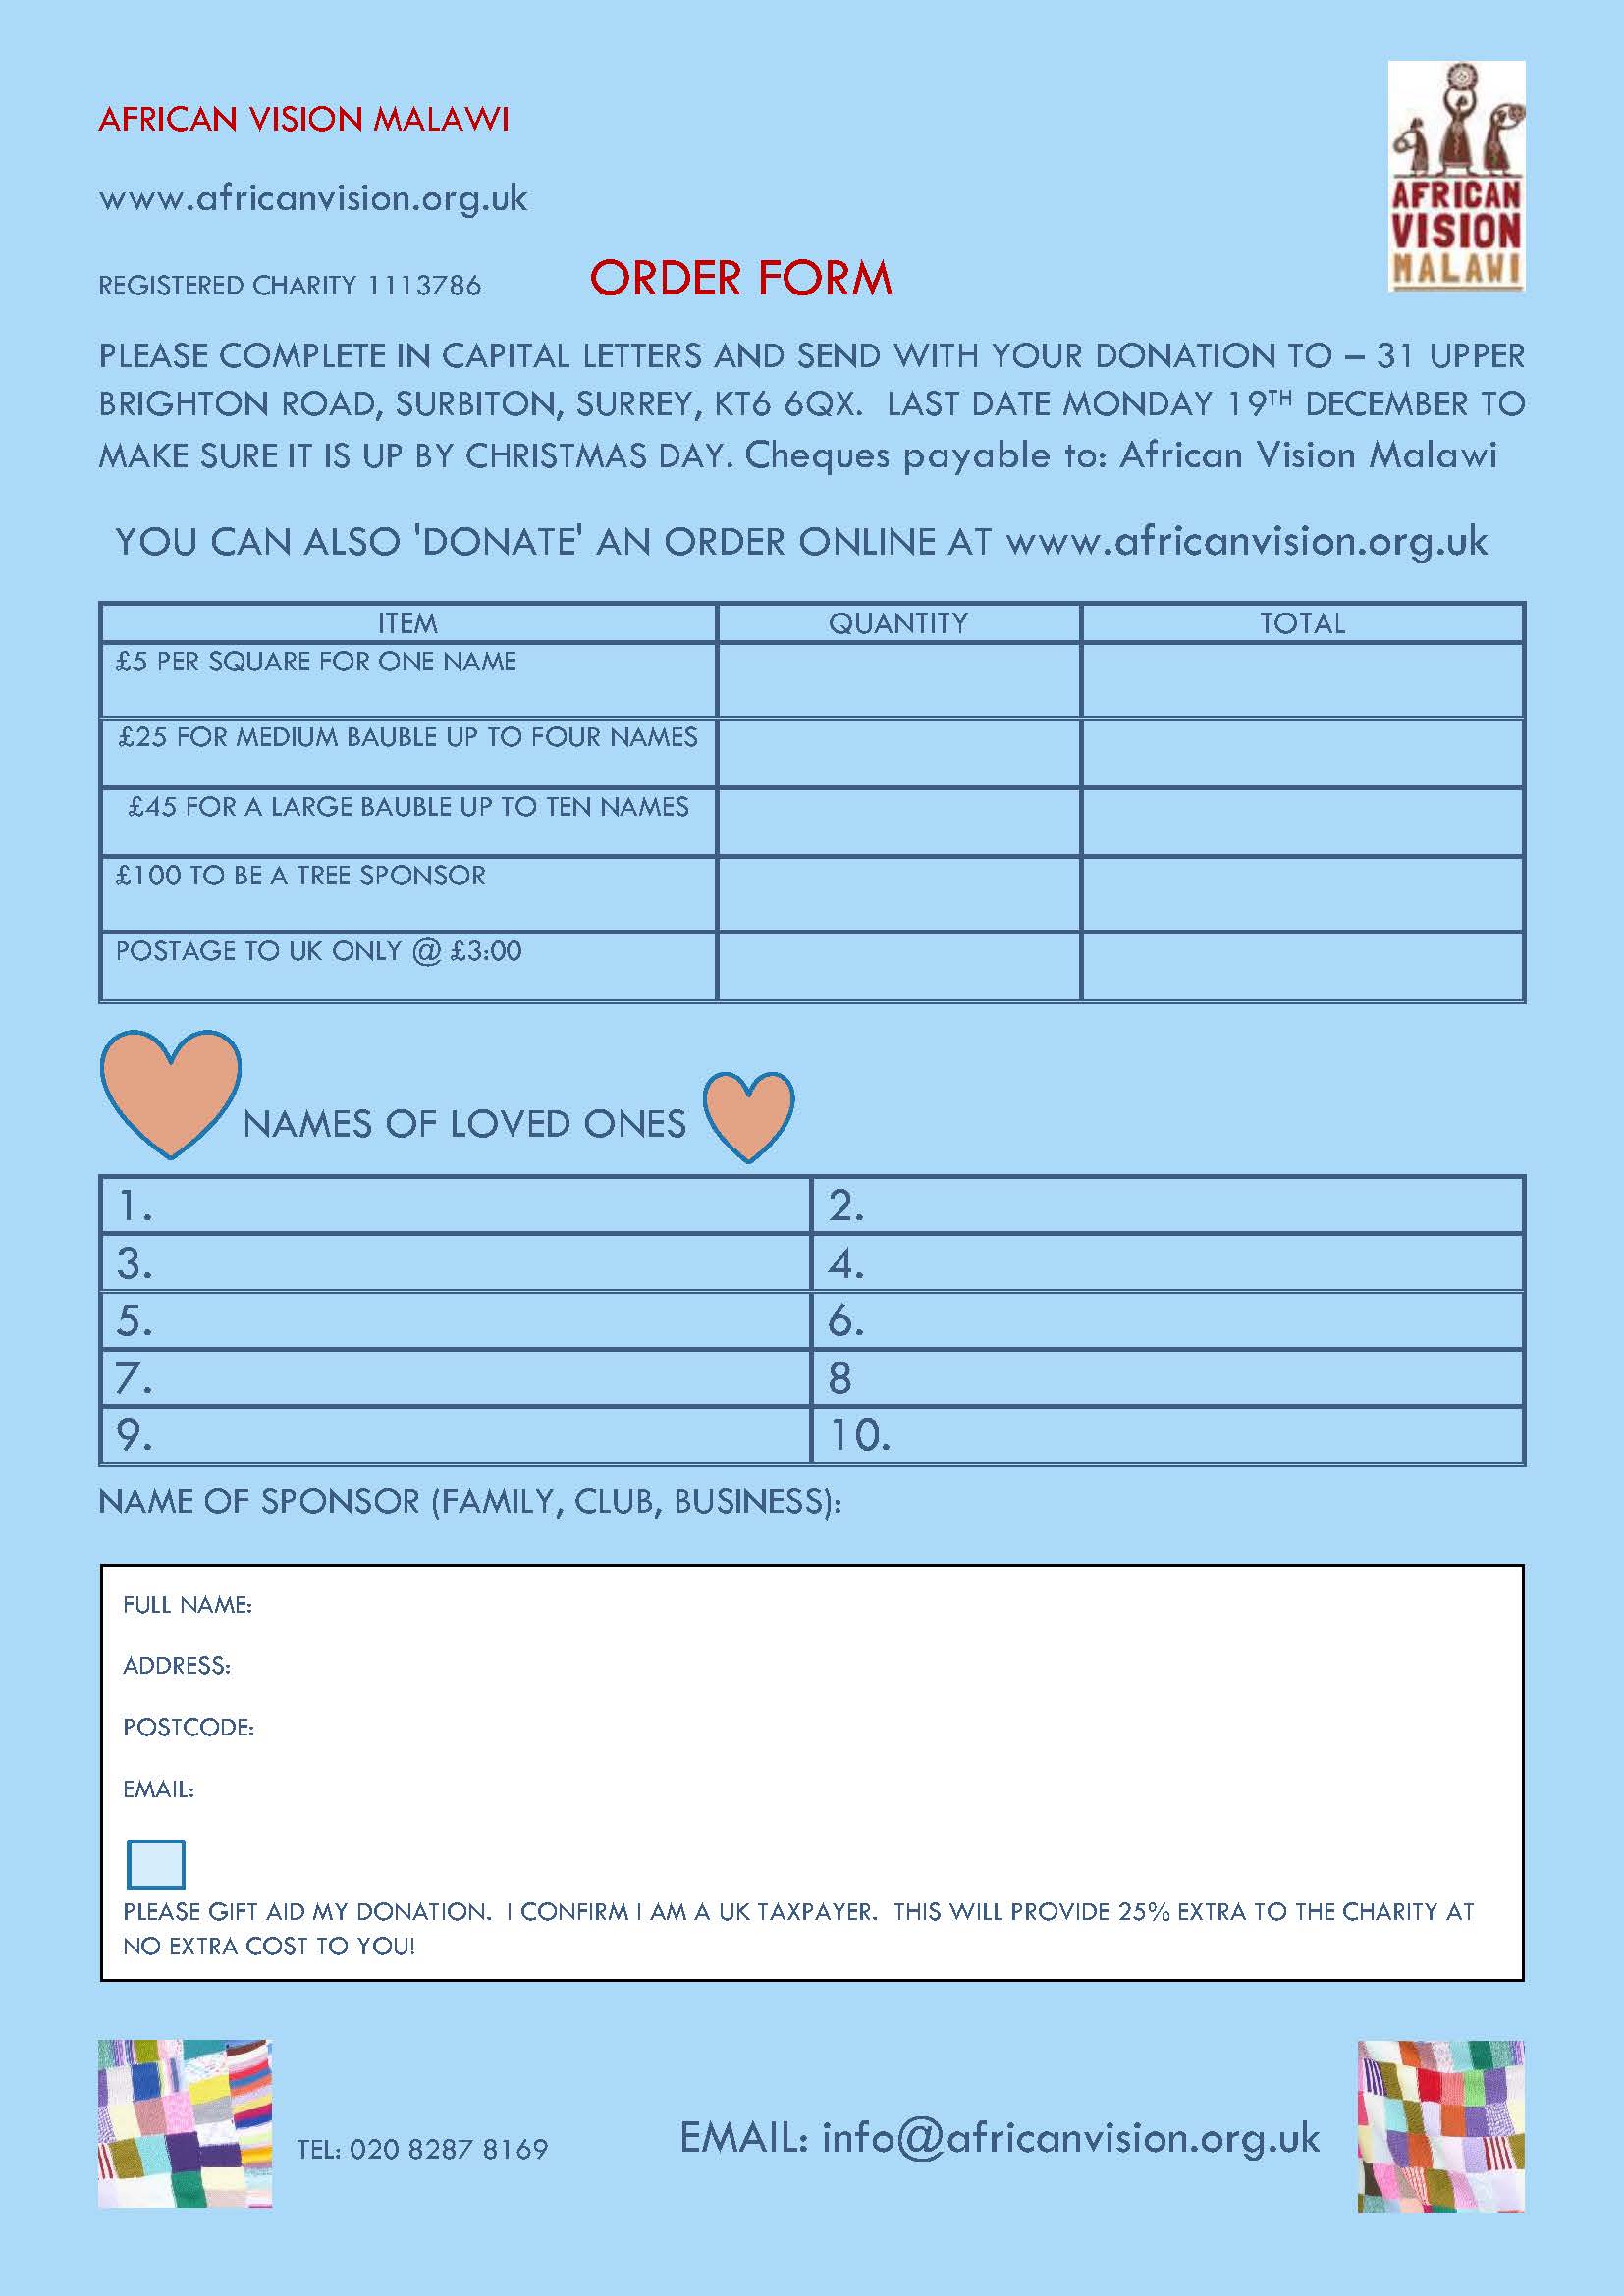 AFRICAN VISION MALAWI
www.africanvision.org.uk
REGISTERED CHARITY 1113786 ORDER FORM
AFRICAN
VISION
MALAWI
PLEASE COMPLETE IN CAPITAL LETTERS AND SEND WITH YOUR DONATION TO – 31 UPPER
BRIGHTON ROAD, SURBITON, SURREY, KT6 6QX. LAST DATE MONDAY 19TH DECEMBER TO
MAKE SURE IT IS UP BY CHRISTMAS DAY. Cheques payable to: African Vision Malawi
YOU CAN ALSO 'DONATE' AN ORDER ONLINE AT www.africanvision.org.uk
ITEM QUANTITY TOTAL
£5 PER SQUARE FOR ONE NAME
£25 FOR MEDIUM BAUBLE UP TO FOUR NAMES
£45 FOR A LARGE BAUBLE UP TO TEN NAMES
£100 TO BE A TREE SPONSOR
POSTAGE TO UK ONLY @ £3:00
NAMES OF LOVED ONES
1. 2.
3. 4.
5. 6.
7. 8
9. 10.
NAME OF SPONSOR (FAMILY, CLUB, BUSINESS):
FULL NAME:
ADDRESS:
POSTCODE:
EMAIL:
PLEASE GIFT AID MY DONATION. I CONFIRM I AM A UK TAXPAYER. THIS WILL PROVIDE 25% EXTRA TO THE CHARITY AT
NO EXTRA COST TO YOU!
TEL: 020 8287 8169 EMAIL: info@africanvision.org.uk